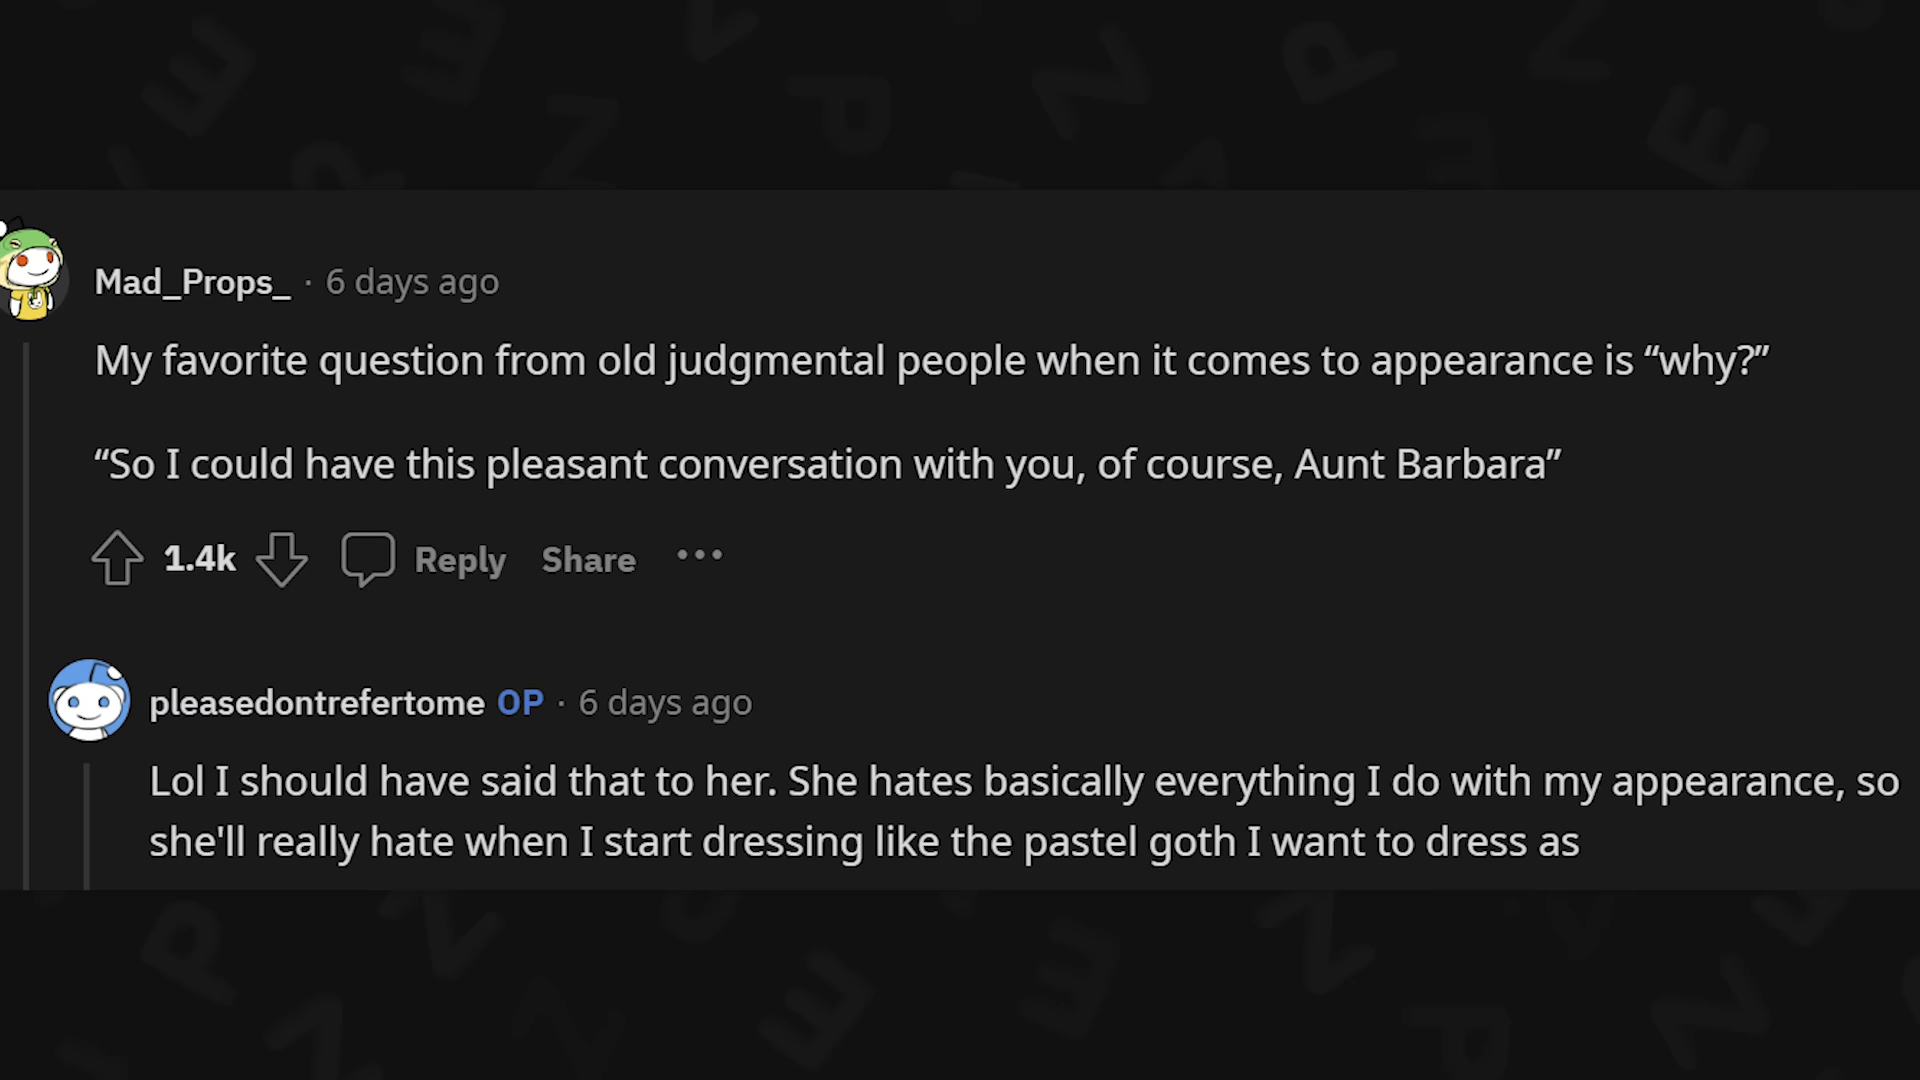 Mad_Props_ · 6 days ago
My favorite question from old judgmental people when it comes to appearance is “why?”
“So I could have this pleasant conversation with you, of course, Aunt Barbara”
1.4k Reply Share ···
pleasedontrefertome OP · 6 days ago
Lol I should have said that to her. She hates basically everything I do with my appearance, so
she'll really hate when I start dressing like the pastel goth I want to dress as